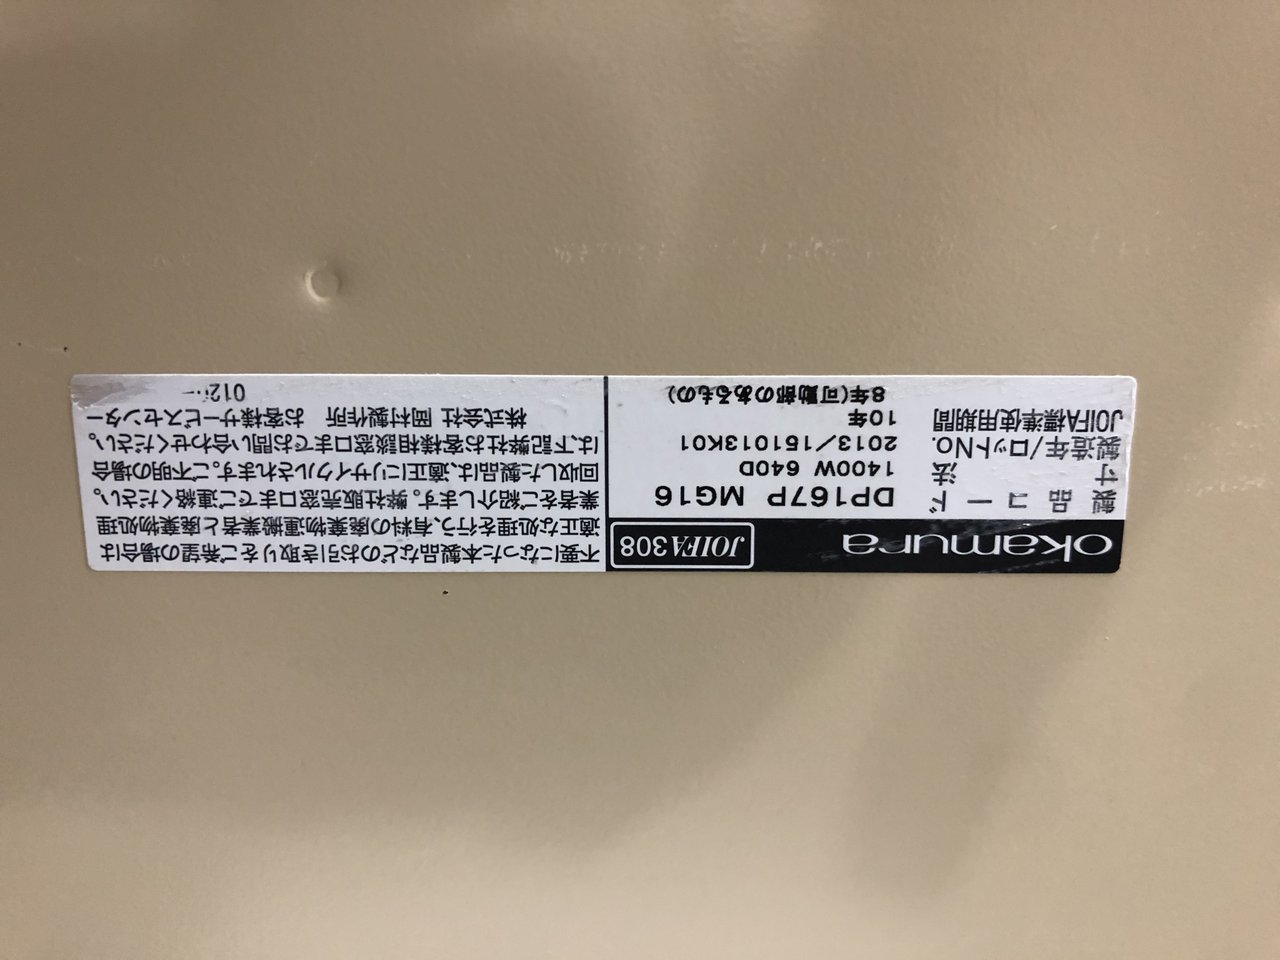 okamura JOIFA308
製品コード DP167P MG16
寸法 1400W 640D
製造年/ロットNO. 2013/151013K01
JOIFA標準使用期間 10年
8年(可動部のあるもの)
不要になった本製品などのお引き取りをご希望の場合は
適正な処理を行う、有料の廃棄物運搬業者と廃棄物処理
業者をご紹介します。弊社販売窓口までご連絡ください。
回収した製品は、適正にリサイクルされます。ご不明の場合
は、下記弊社お客様相談窓口までお問い合わせください。
株式会社 岡村製作所 お客様サービスセンター